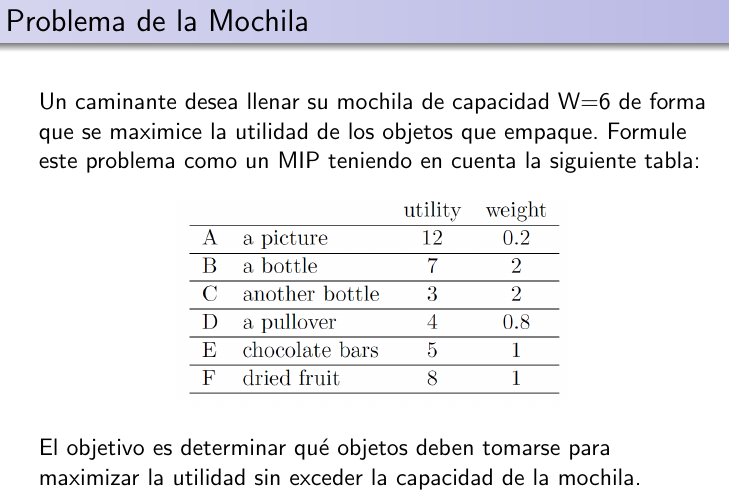 Problema de la Mochila
Un caminante desea llenar su mochila de capacidad W=6 de forma
que se maximice la utilidad de los objetos que empaque. Formule
este problema como un MIP teniendo en cuenta la siguiente tabla:
utility weight
A a picture 12 0.2
B a bottle 7 2
C another bottle 3 2
D a pullover 4 0.8
E chocolate bars 5 1
F dried fruit 8 1
El objetivo es determinar qué objetos deben tomarse para
maximizar la utilidad sin exceder la capacidad de la mochila.